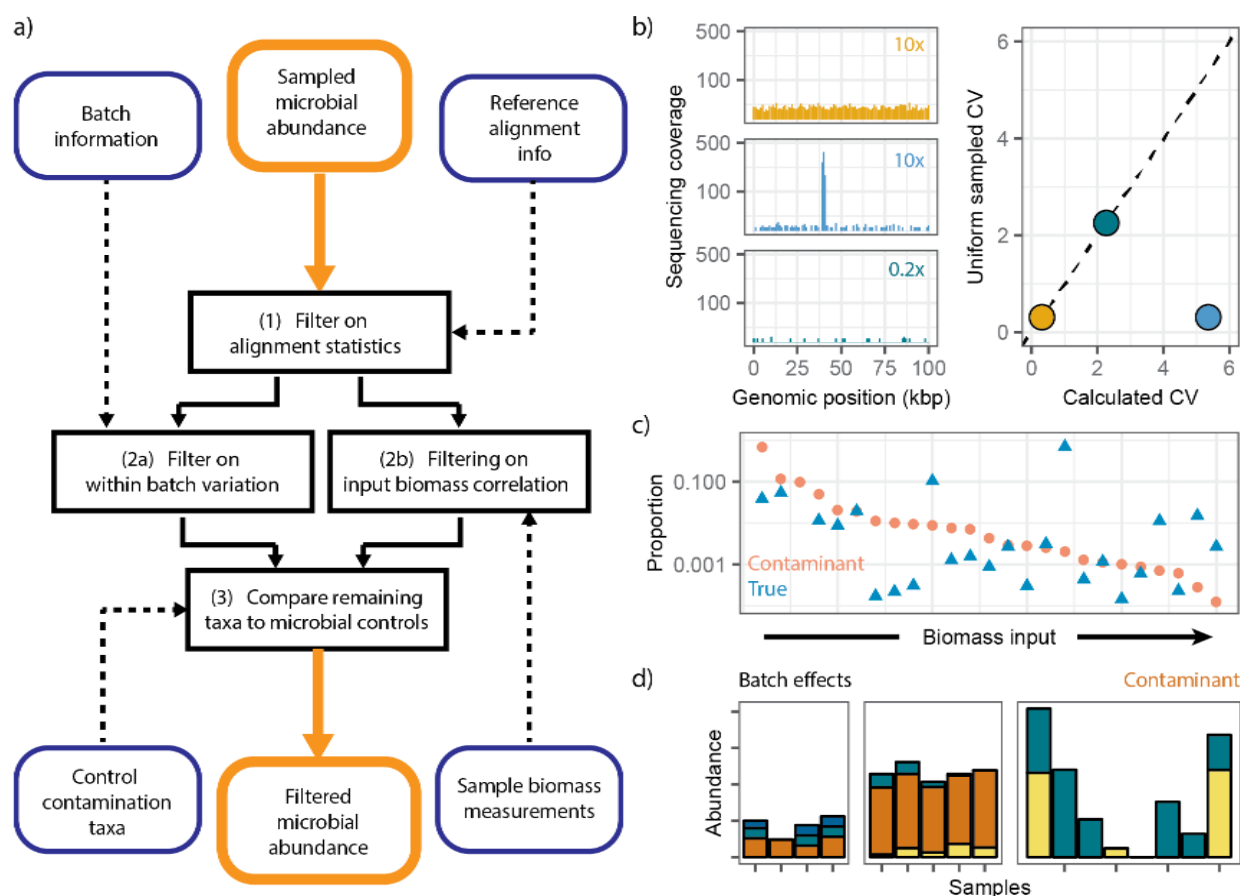 a)
Batch
information
Sampled
microbial
abundance
Reference
alignment
info
(1) Filter on
alignment statistics
(2a) Filter on
within batch variation
(2b) Filtering on
input biomass correlation
(3) Compare remaining
taxa to microbial controls
Control
contamination
taxa
Filtered
microbial
abundance
Sample biomass
measurements
b)
Sequencing coverage
500
100
10x
500
100
10x
500
100
0.2x
0 25 50 75 100
Genomic position (kbp)
Uniform sampled CV
6
4
2
0
0 2 4 6
Calculated CV
c)
Proportion
0.100
0.001
Contaminant
True
Biomass input
d)
Batch effects
Contaminant
Abundance
Samples